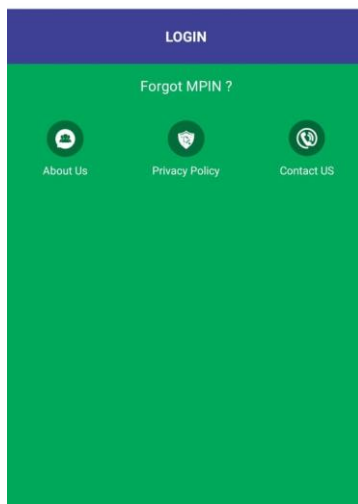 LOGIN
Forgot MPIN ?
About Us
Privacy Policy
Contact US